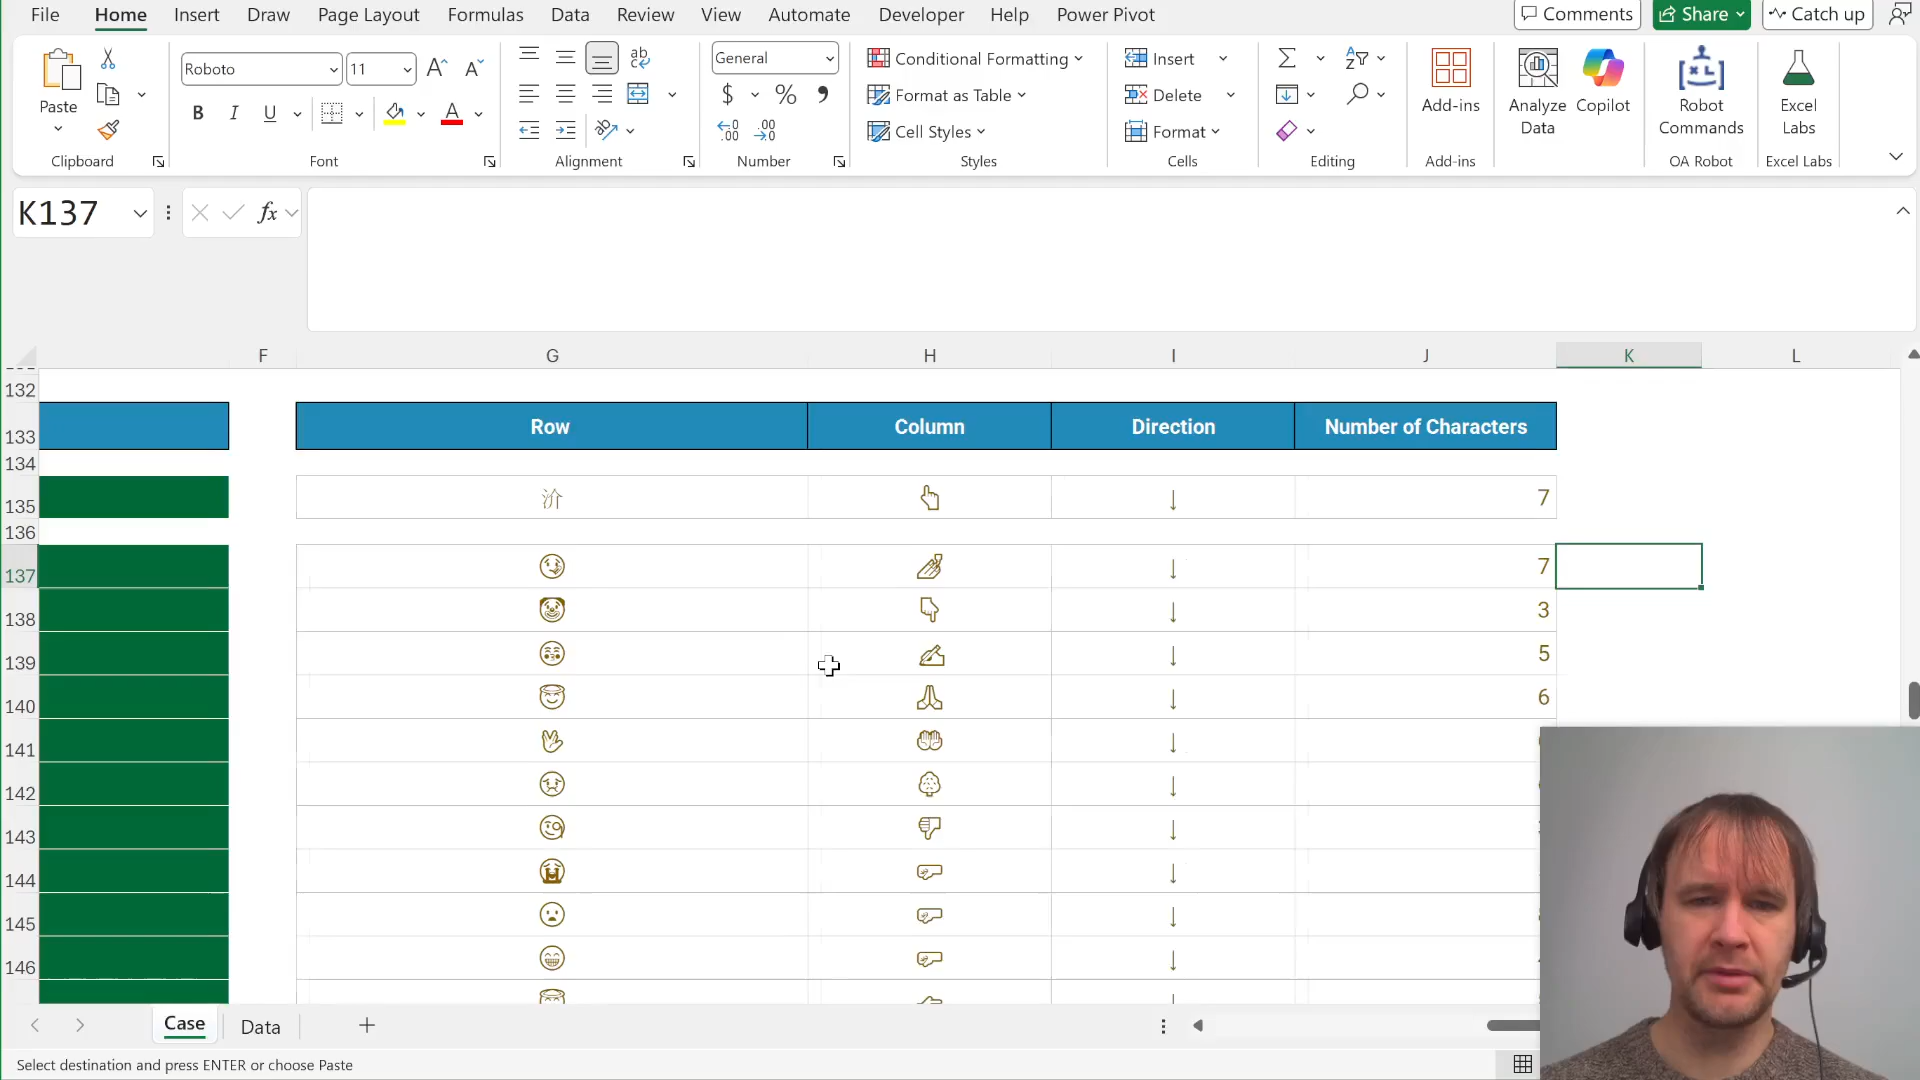 File Home Insert Draw Page Layout Formulas Data Review View Automate Developer Help Power Pivot Comments Share Catch up
Paste
Clipboard
Roboto 11
B I U A
Font
ab
Alignment
General
$ % 9
Number
Conditional Formatting
Format as Table
Cell Styles
Styles
Insert
Delete
Format
Cells
Editing
Add-ins
Add-ins
Analyze Data
Copilot
Robot Commands
OA Robot
Excel Labs
Excel Labs
K137 fx
F G H I J K L
132
133 Row Column Direction Number of Characters
134
135 ↓ 7
136
137 🤥 ↓ 7
138 🤡 👇 ↓ 3
139 😚 ✍ ↓ 5
140 😇 🙏 ↓ 6
141 🖖 🤲 ↓
142 🌳 ↓
143 🧐 👎 ↓
144 😭 🤛 ↓
145 😦 🤛 ↓
146 😁 🤛 ↓
😇 ↓
Case Data +
Select destination and press ENTER or choose Paste